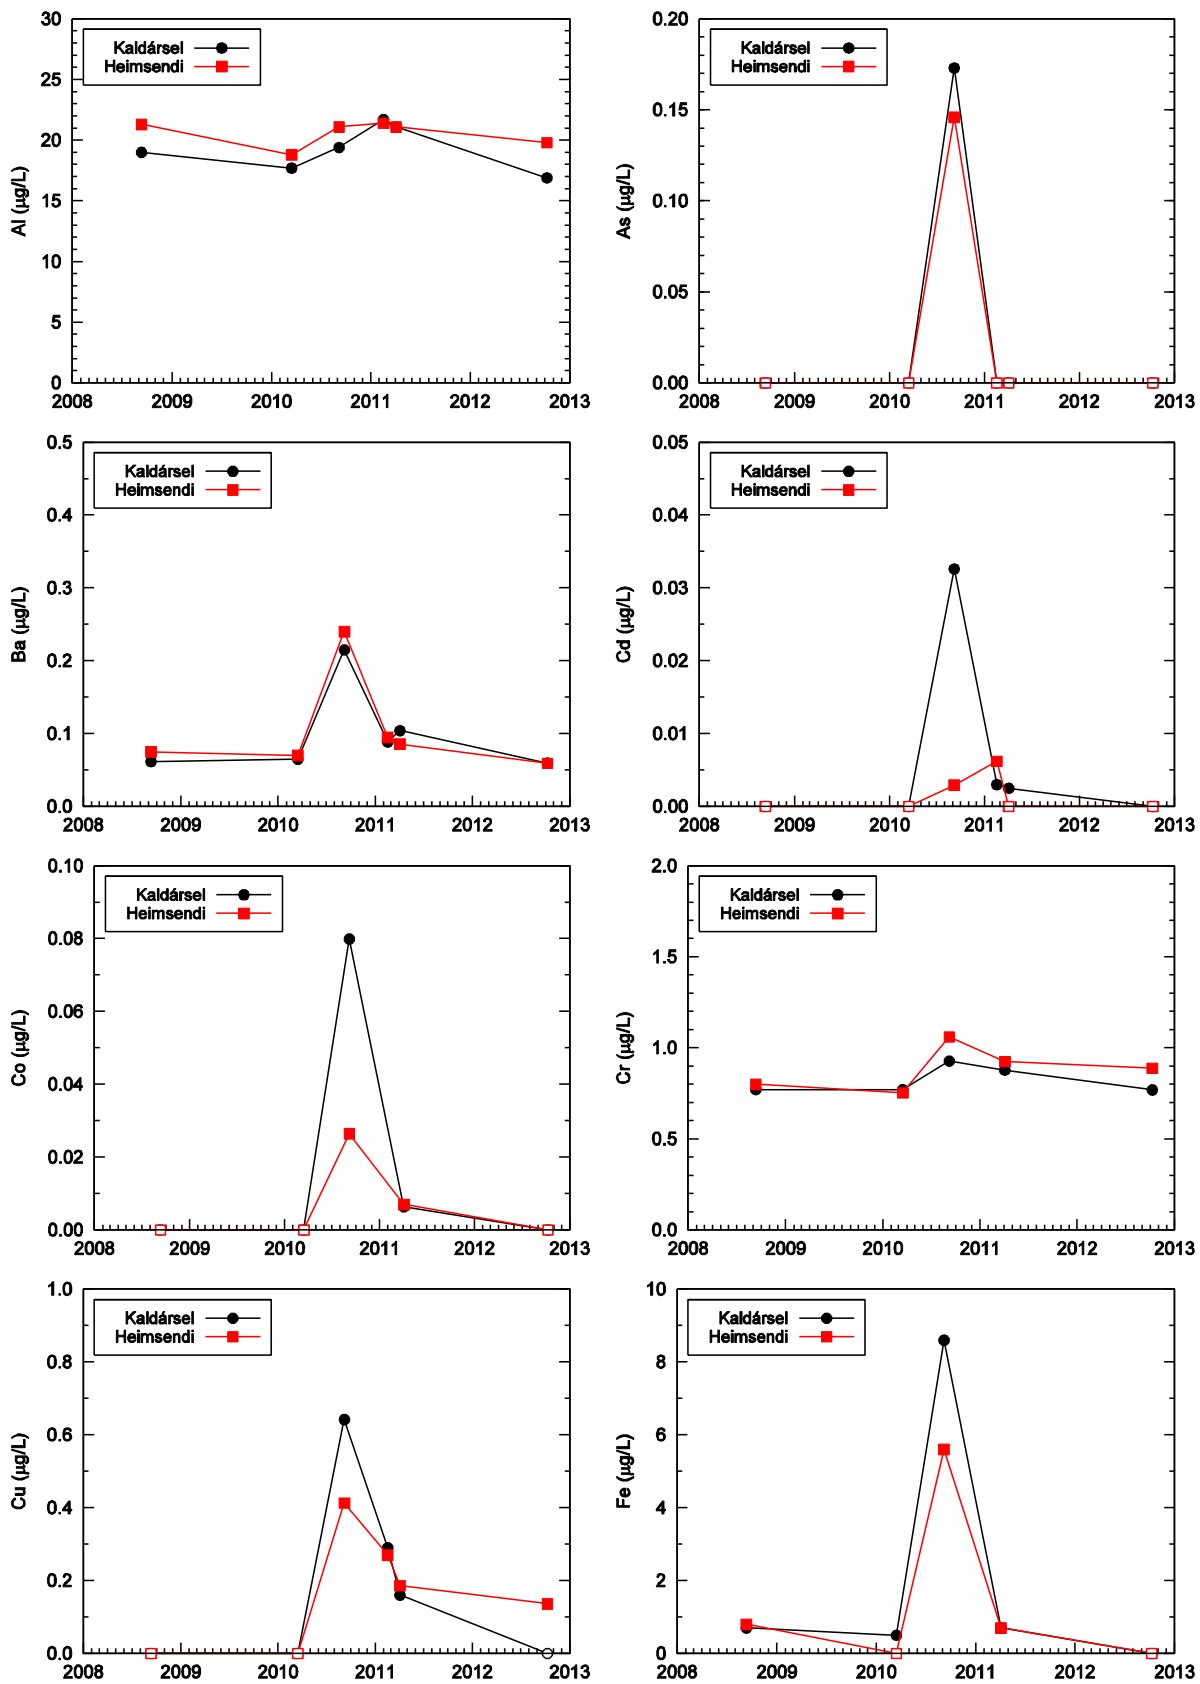 Al (µg/L)
30
25
20
15
10
5
0
Kaldársel
Heimsendi
2008 2009 2010 2011 2012 2013
As (µg/L)
0.20
0.15
0.10
0.05
0.00
Kaldársel
Heimsendi
2008 2009 2010 2011 2012 2013
Ba (µg/L)
0.5
0.4
0.3
0.2
0.1
0.0
Kaldársel
Heimsendi
2008 2009 2010 2011 2012 2013
Cd (µg/L)
0.05
0.04
0.03
0.02
0.01
0.00
Kaldársel
Heimsendi
2008 2009 2010 2011 2012 2013
Co (µg/L)
0.10
0.08
0.06
0.04
0.02
0.00
Kaldársel
Heimsendi
2008 2009 2010 2011 2012 2013
Cr (µg/L)
2.0
1.5
1.0
0.5
0.0
Kaldársel
Heimsendi
2008 2009 2010 2011 2012 2013
Cu (µg/L)
1.0
0.8
0.6
0.4
0.2
0.0
Kaldársel
Heimsendi
2008 2009 2010 2011 2012 2013
Fe (µg/L)
10
8
6
4
2
0
Kaldársel
Heimsendi
2008 2009 2010 2011 2012 2013